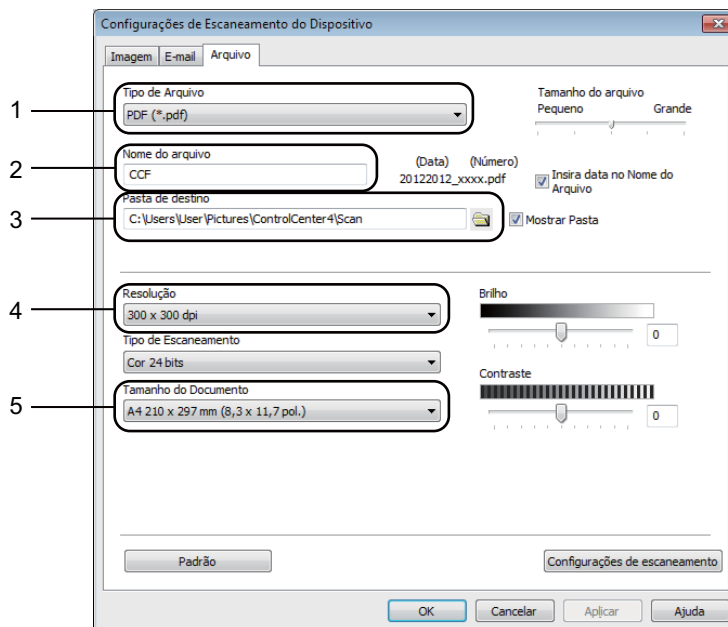 Configurações de Escaneamento do Dispositivo
Imagem E-mail Arquivo
Tipo de Arquivo
1 PDF (*.pdf)
Tamanho do arquivo
Pequeno Grande
Nome do arquivo
2 CCF
(Data) (Número)
20122012_xxxx.pdf
Insira data no Nome do
Arquivo
Pasta de destino
3 C:\Users\User\Pictures\ControlCenter4\Scan
Mostrar Pasta
Resolução
4 300 x 300 dpi
Tipo de Escaneamento
Cor 24 bits
Tamanho do Documento
5 A4 210 x 297 mm (8,3 x 11,7 pol.)
Brilho
0
Contraste
0
Padrão
Configurações de escaneamento
OK Cancelar Aplicar Ajuda